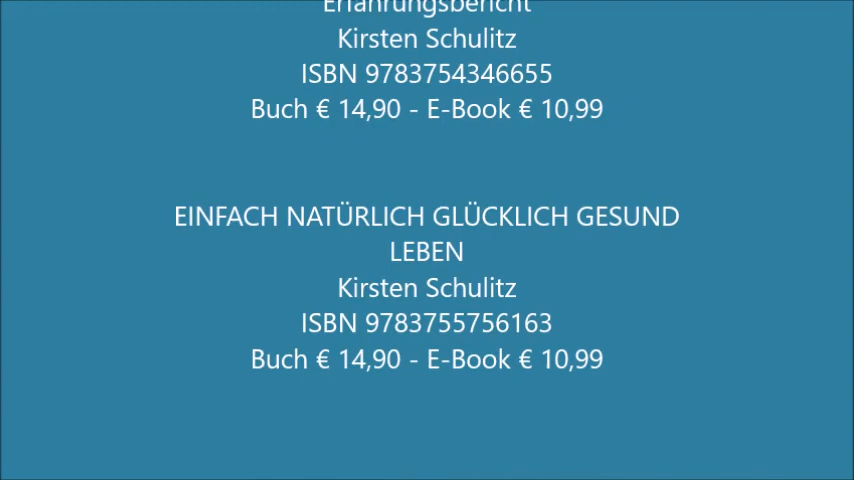 Erfahrungsbericht
Kirsten Schulitz
ISBN 9783754346655
Buch € 14,90 - E-Book € 10,99
EINFACH NATÜRLICH GLÜCKLICH GESUND
LEBEN
Kirsten Schulitz
ISBN 9783755756163
Buch € 14,90 - E-Book € 10,99